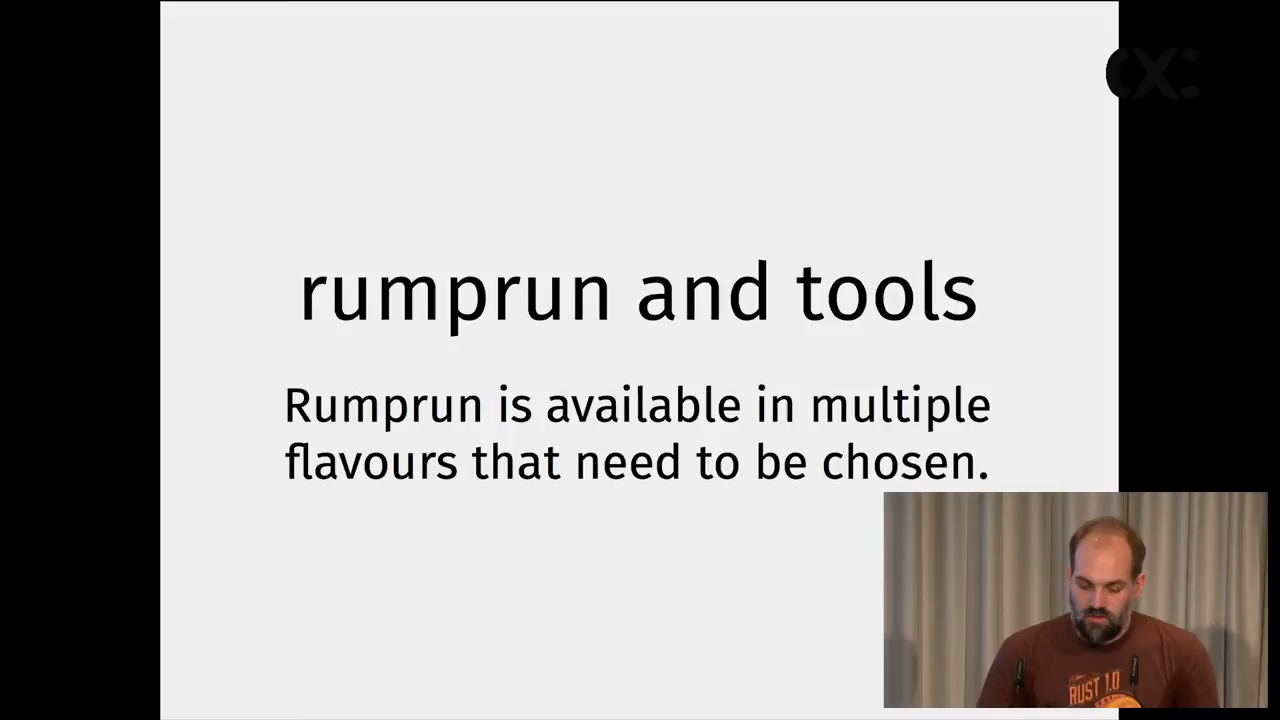 rumprun and tools
Rumprun is available in multiple
flavours that need to be chosen.
RUST 1.0